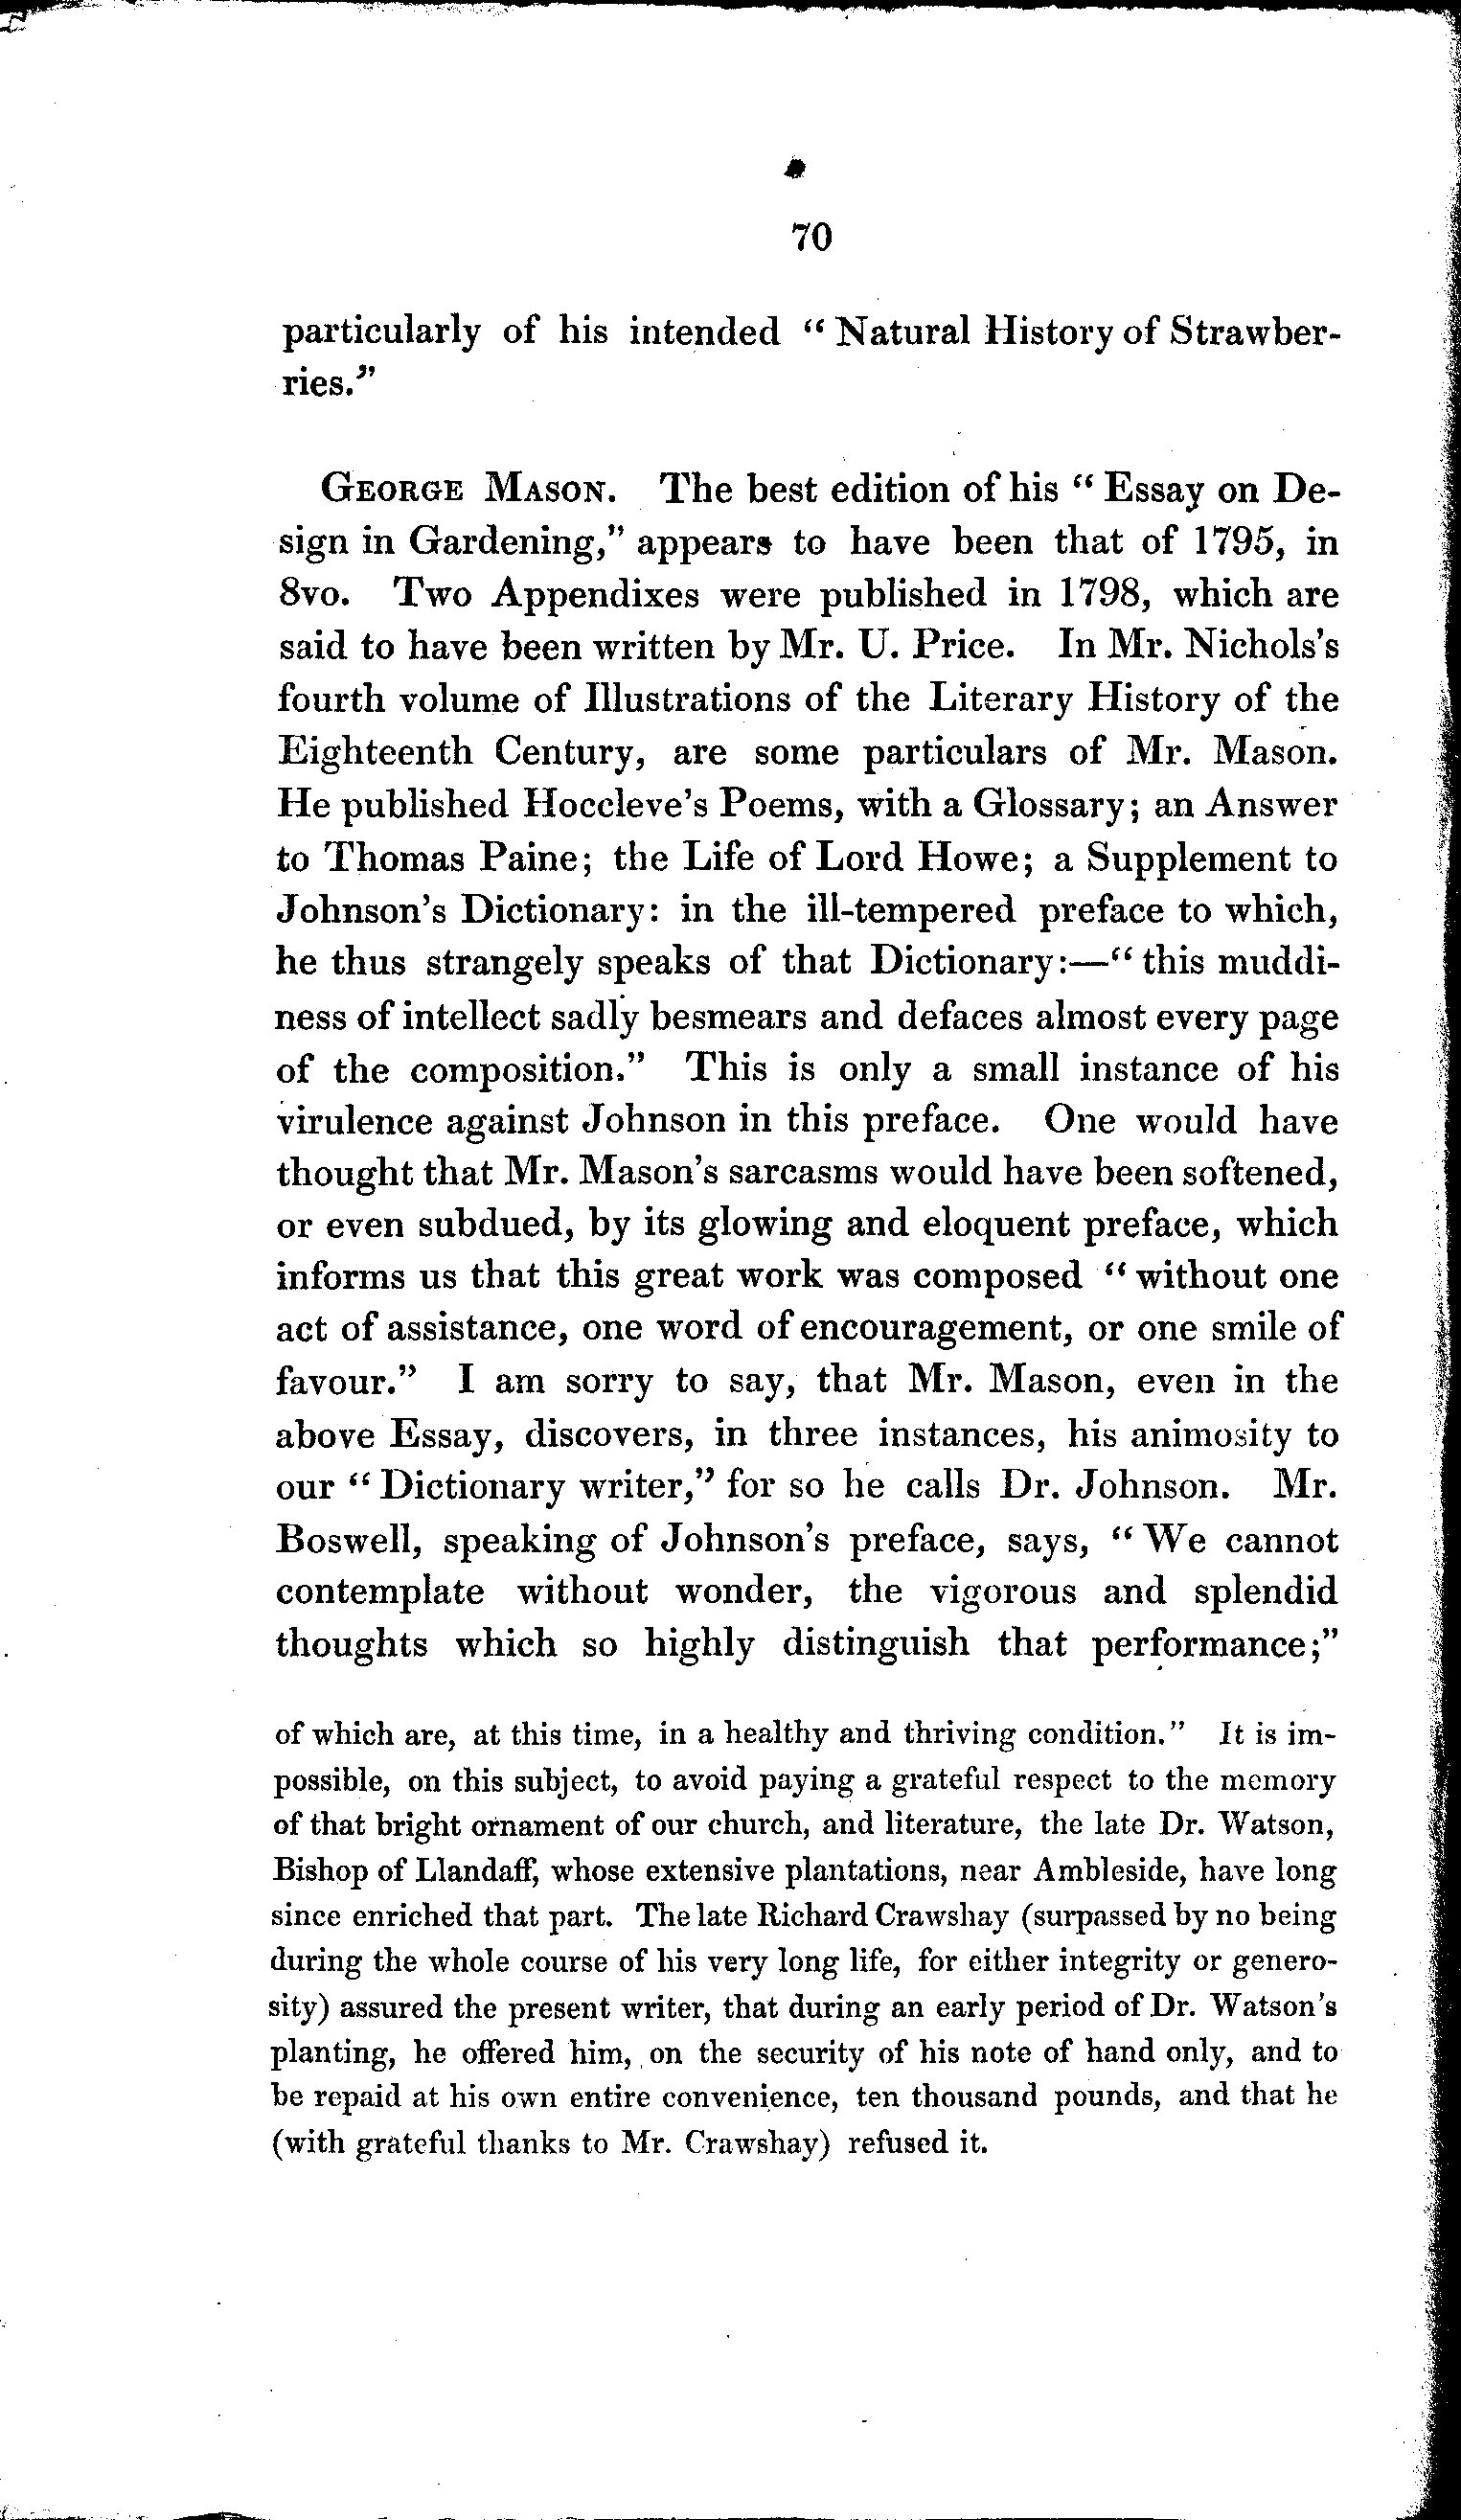 70
particularly of his intended “ Natural History of Strawber-
ries.”
GEORGE MASON. The best edition of his “ Essay on De-
sign in Gardening,” appears to have been that of 1795, in
8vo. Two Appendixes were published in 1798, which are
said to have been written by Mr. U. Price. In Mr. Nichols's
fourth volume of Illustrations of the Literary History of the
Eighteenth Century, are some particulars of Mr. Mason.
He published Hoccleve's Poems, with a Glossary; an Answer
to Thomas Paine; the Life of Lord Howe; a Supplement to
Johnson's Dictionary: in the ill-tempered preface to which,
he thus strangely speaks of that Dictionary:—“ this muddi-
ness of intellect sadly besmears and defaces almost every page
of the composition.” This is only a small instance of his
virulence against Johnson in this preface. One would have
thought that Mr. Mason's sarcasms would have been softened,
or even subdued, by its glowing and eloquent preface, which
informs us that this great work was composed “ without one
act of assistance, one word of encouragement, or one smile of
favour.” I am sorry to say, that Mr. Mason, even in the
above Essay, discovers, in three instances, his animosity to
our “ Dictionary writer,” for so he calls Dr. Johnson. Mr.
Boswell, speaking of Johnson's preface, says, “ We cannot
contemplate without wonder, the vigorous and splendid
thoughts which so highly distinguish that performance;”
of which are, at this time, in a healthy and thriving condition.” It is im-
possible, on this subject, to avoid paying a grateful respect to the memory
of that bright ornament of our church, and literature, the late Dr. Watson,
Bishop of Llandaff, whose extensive plantations, near Ambleside, have long
since enriched that part. The late Richard Crawshay (surpassed by no being
during the whole course of his very long life, for either integrity or genero-
sity) assured the present writer, that during an early period of Dr. Watson's
planting, he offered him, on the security of his note of hand only, and to
be repaid at his own entire convenience, ten thousand pounds, and that he
(with grateful thanks to Mr. Crawshay) refused it.